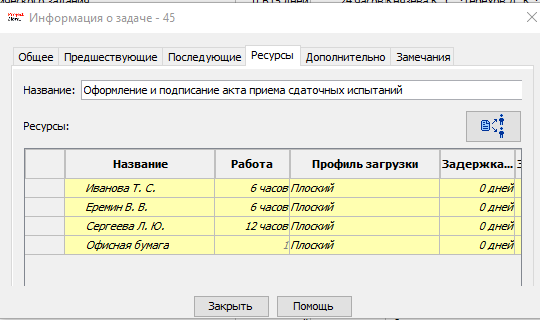 Информация о задаче - 45
Общее Предшествующие Последующие Ресурсы Дополнительно Замечания
Название: Оформление и подписание акта приема сдаточных испытаний
Ресурсы:
Название Работа Профиль загрузки Задержка...
Иванова Т. С. 6 часов Плоский 0 дней
Еремин В. В. 6 часов Плоский 0 дней
Сергеева Л. Ю. 12 часов Плоский 0 дней
Офисная бумага 1 Плоский 0 дней
Закрыть Помощь